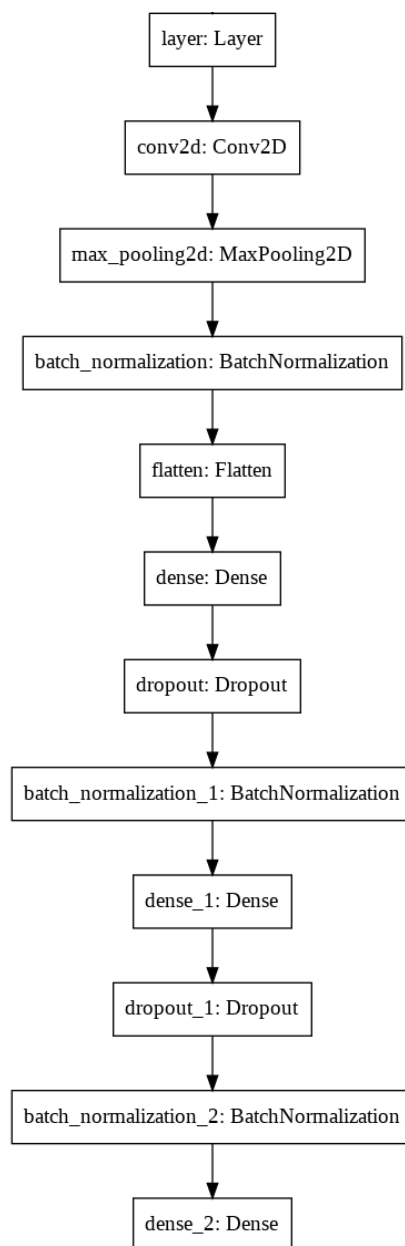 layer: Layer
conv2d: Conv2D
max_pooling2d: MaxPooling2D
batch_normalization: BatchNormalization
flatten: Flatten
dense: Dense
dropout: Dropout
batch_normalization_1: BatchNormalization
dense_1: Dense
dropout_1: Dropout
batch_normalization_2: BatchNormalization
dense_2: Dense